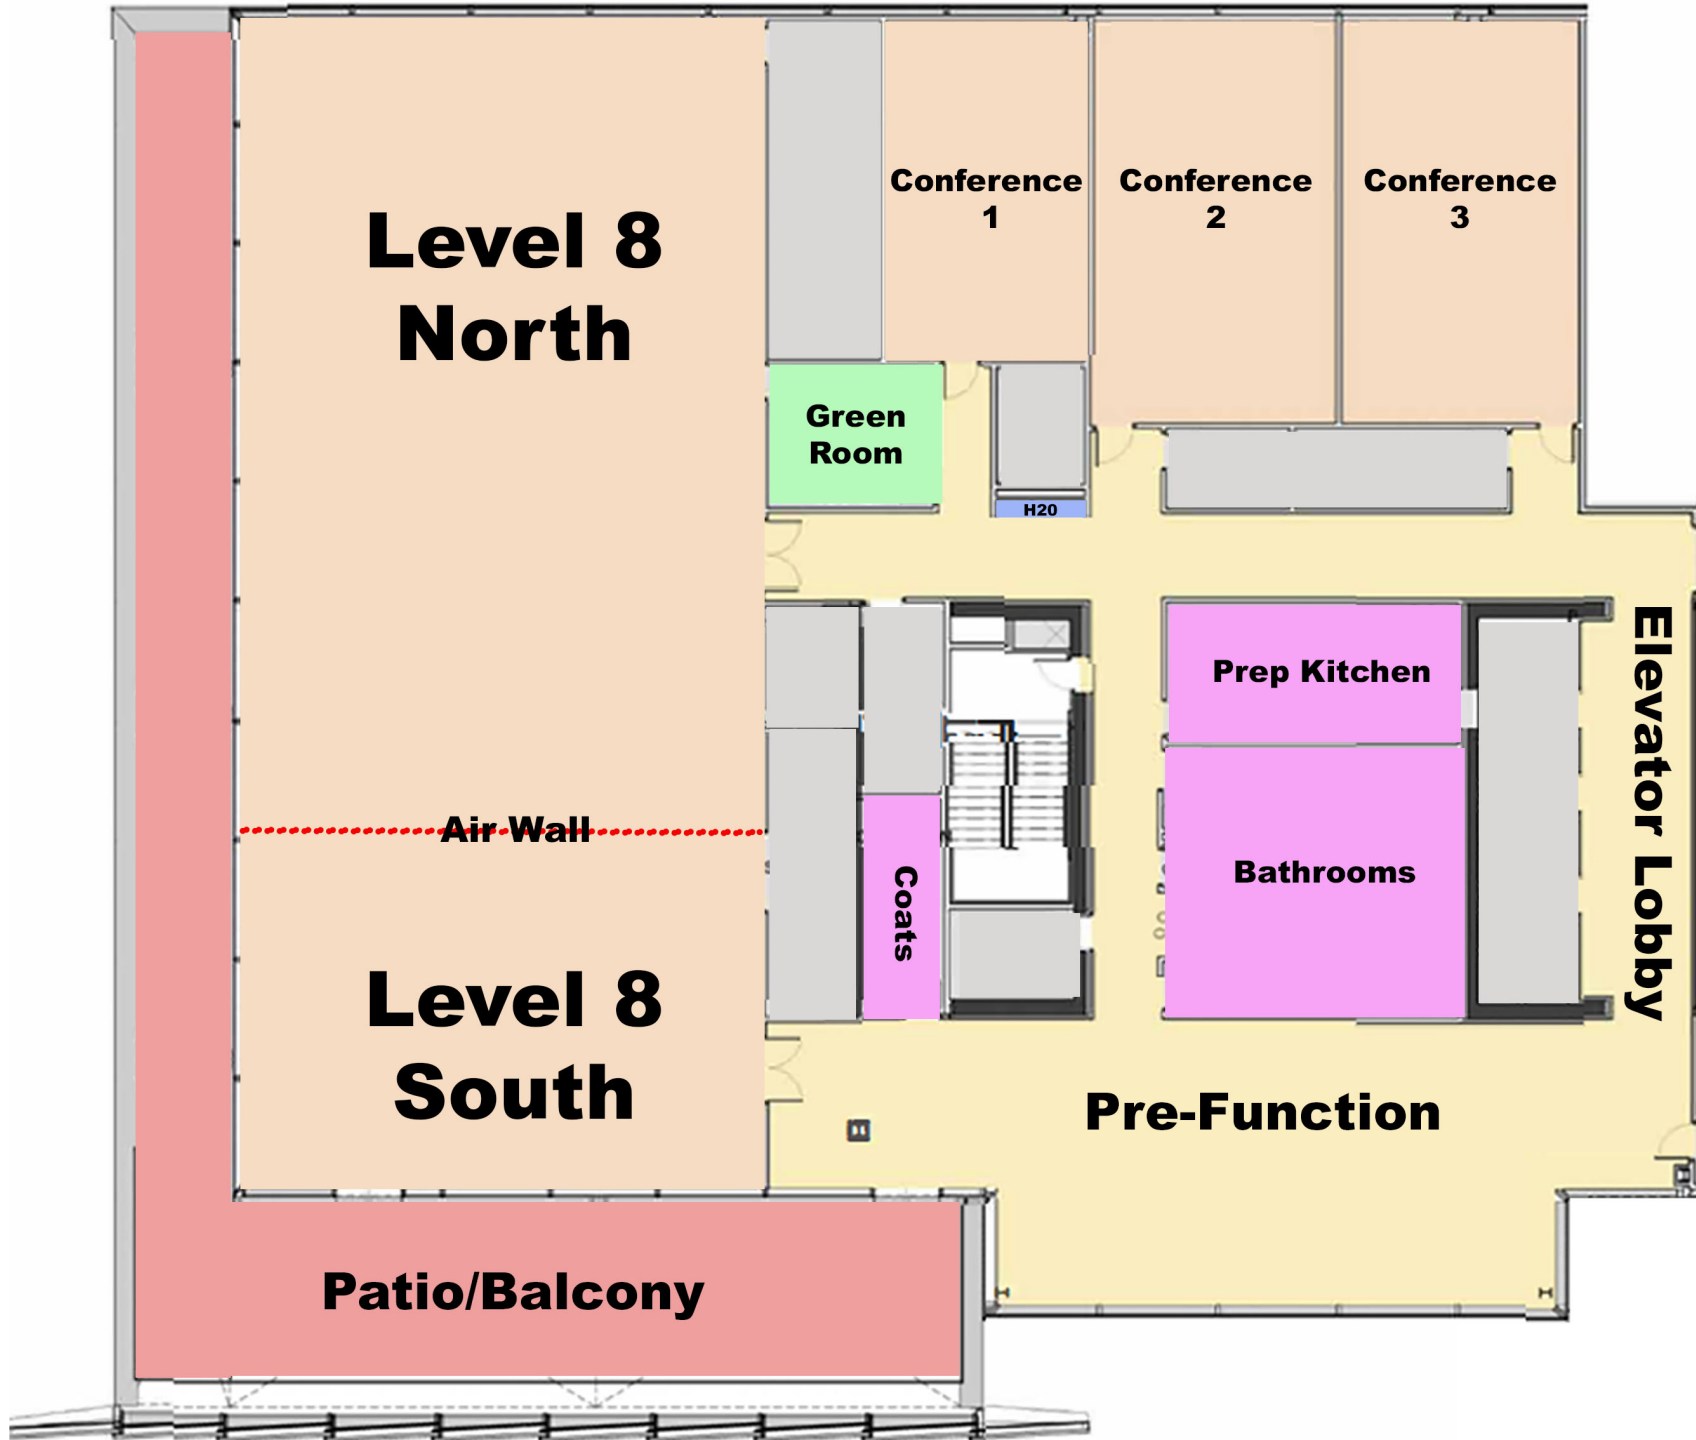 Level 8
North
Conference
1
Conference
2
Conference
3
Green
Room
H20
Prep Kitchen
Elevator Lobby
Air Wall
Bathrooms
Coats
Level 8
South
Pre-Function
Patio/Balcony